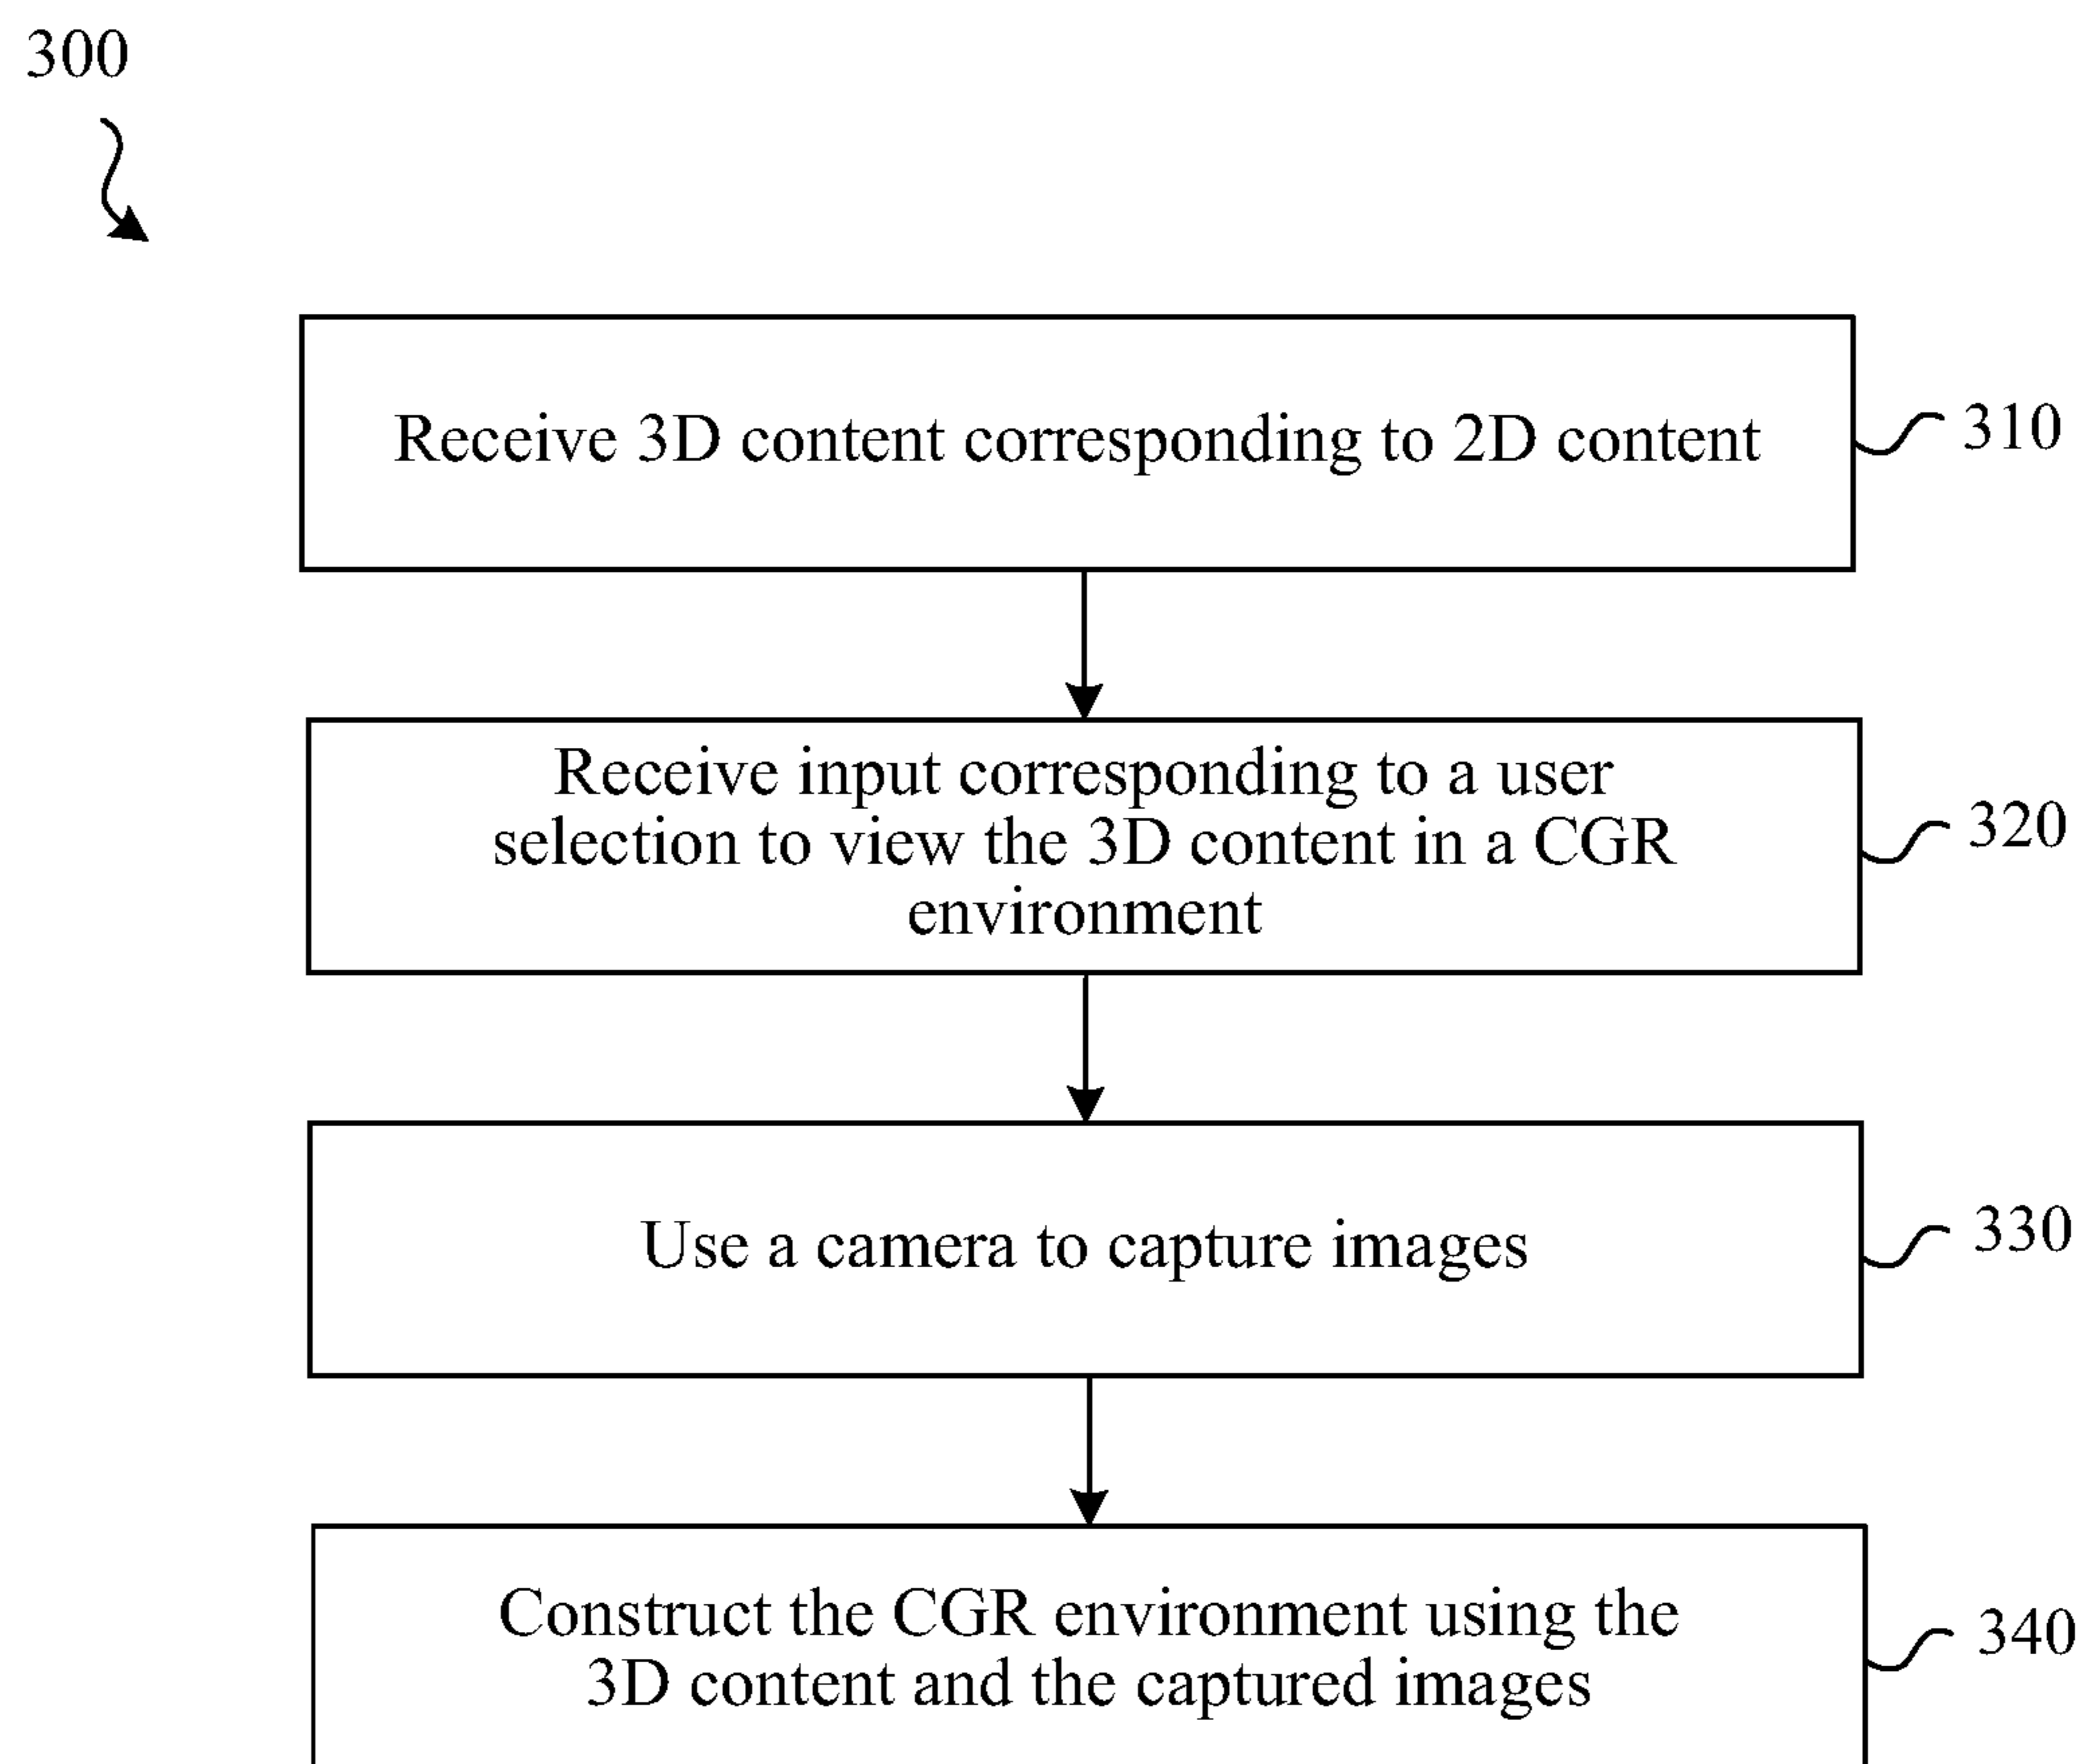 300
Receive 3D content corresponding to 2D content
310
Receive input corresponding to a user
selection to view the 3D content in a CGR
environment
320
Use a camera to capture images
330
Construct the CGR environment using the
3D content and the captured images
340